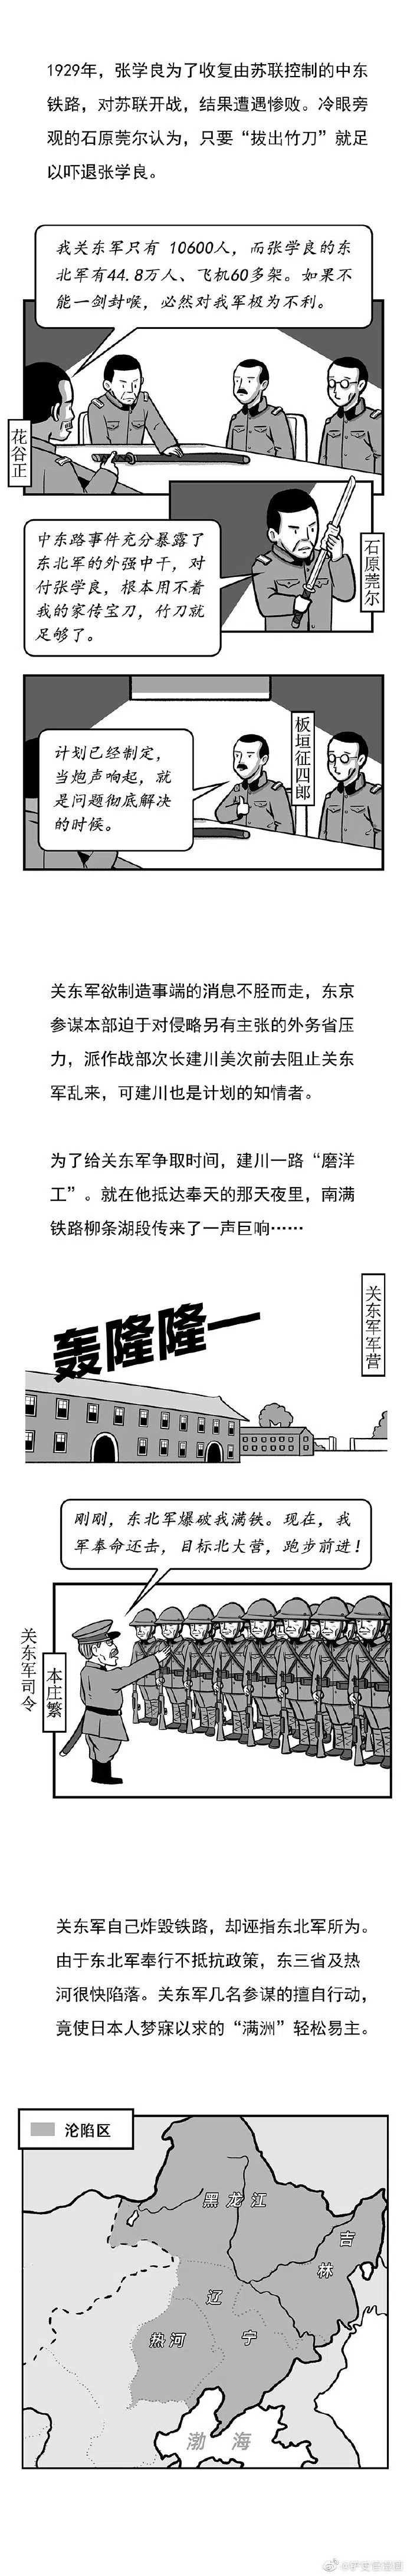 1929年，张学良为了收复由苏联控制的中东
铁路，对苏联开战，结果遭遇惨败。冷眼旁
观的石原莞尔认为，只要“拔出竹刀”就足
以吓退张学良。
我关东军只有 10600人，而张学良的东
北军有44.8万人、飞机60多架。如果不
能一剑封喉，必然对我军极为不利。
花谷正
中东路事件充分暴露了
东北军的外强中干，对
付张学良，根本用不着
我的家传宝刀，竹刀就
足够了。
石原莞尔
计划已经制定，
当炮声响起，就
是问题彻底解决
的时候。
板垣征四郎
关东军欲制造事端的消息不胫而走，东京
参谋本部迫于对侵略另有主张的外务省压
力，派作战部次长建川美次前去阻止关东
军乱来，可建川也是计划的知情者。
为了给关东军争取时间，建川一路“磨洋
工”。就在他抵达奉天的那天夜里，南满
铁路柳条湖段传来了一声巨响……
关东军军营
轰隆隆一
刚刚，东北军爆破我满铁。现在，我
军奉命还击，目标北大营，跑步前进！
关东军司令
本庄繁
关东军自己炸毁铁路，却诬指东北军所为。
由于东北军奉行不抵抗政策，东三省及热
河很快陷落。关东军几名参谋的擅自行动，
竟使日本人梦寐以求的“满洲”轻松易主。
沦陷区
黑龙江
吉林
辽宁
热河
渤海